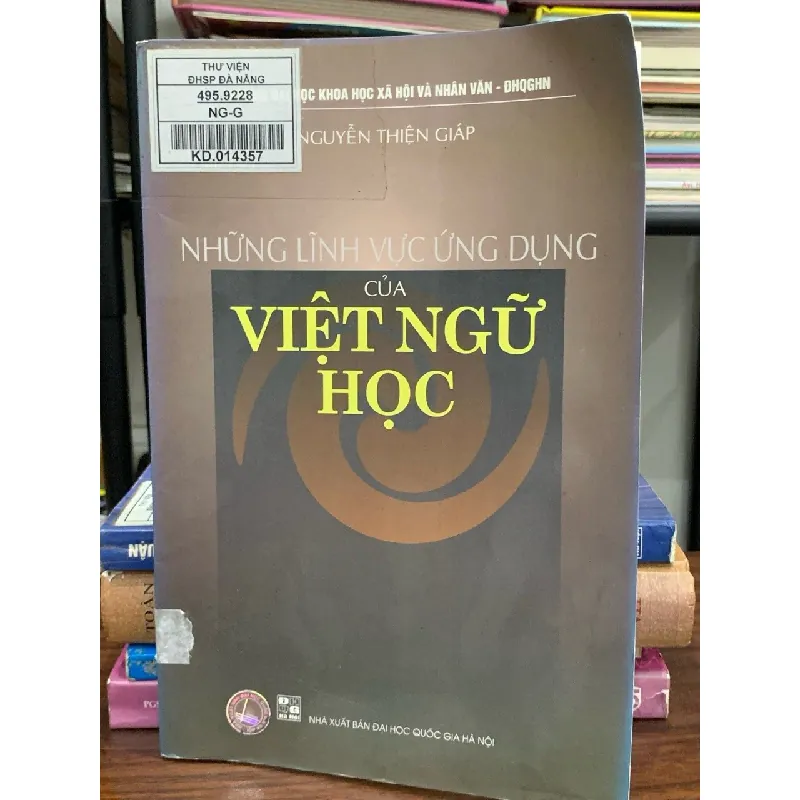 THƯ VIỆN
ĐHSP ĐÀ NẴNG
495.9228
NG-G
KD.014357
HỌC KHOA HỌC XÃ HỘI VÀ NHÂN VĂN - ĐHQGHN
NGUYỄN THIỆN GIÁP
NHỮNG LĨNH VỰC ỨNG DỤNG
CỦA
VIỆT NGỮ
HỌC
NHÀ XUẤT BẢN ĐẠI HỌC QUỐC GIA HÀ NỘI
TOÁN